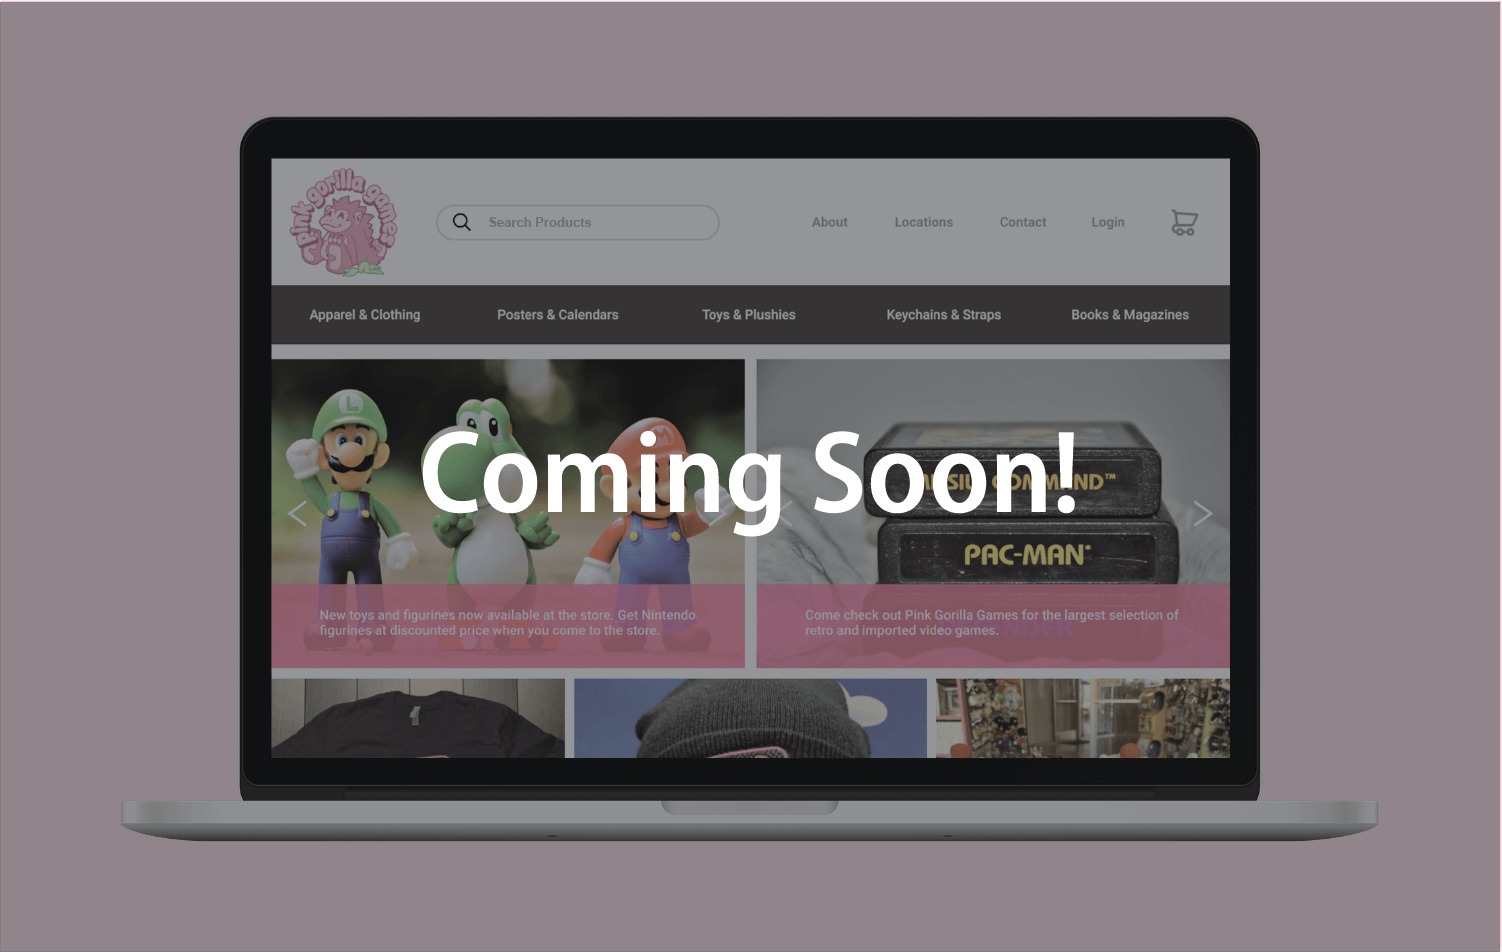 pink gorilla games
Search Products
About
Locations
Contact
Login
Apparel & Clothing
Posters & Calendars
Toys & Plushies
Keychains & Straps
Books & Magazines
L
M
Coming Soon!
COMMAND™
PAC-MAN
New toys and figurines now available at the store. Get Nintendo
figurines at discounted price when you come to the store.
Come check out Pink Gorilla Games for the largest selection of
retro and imported video games.